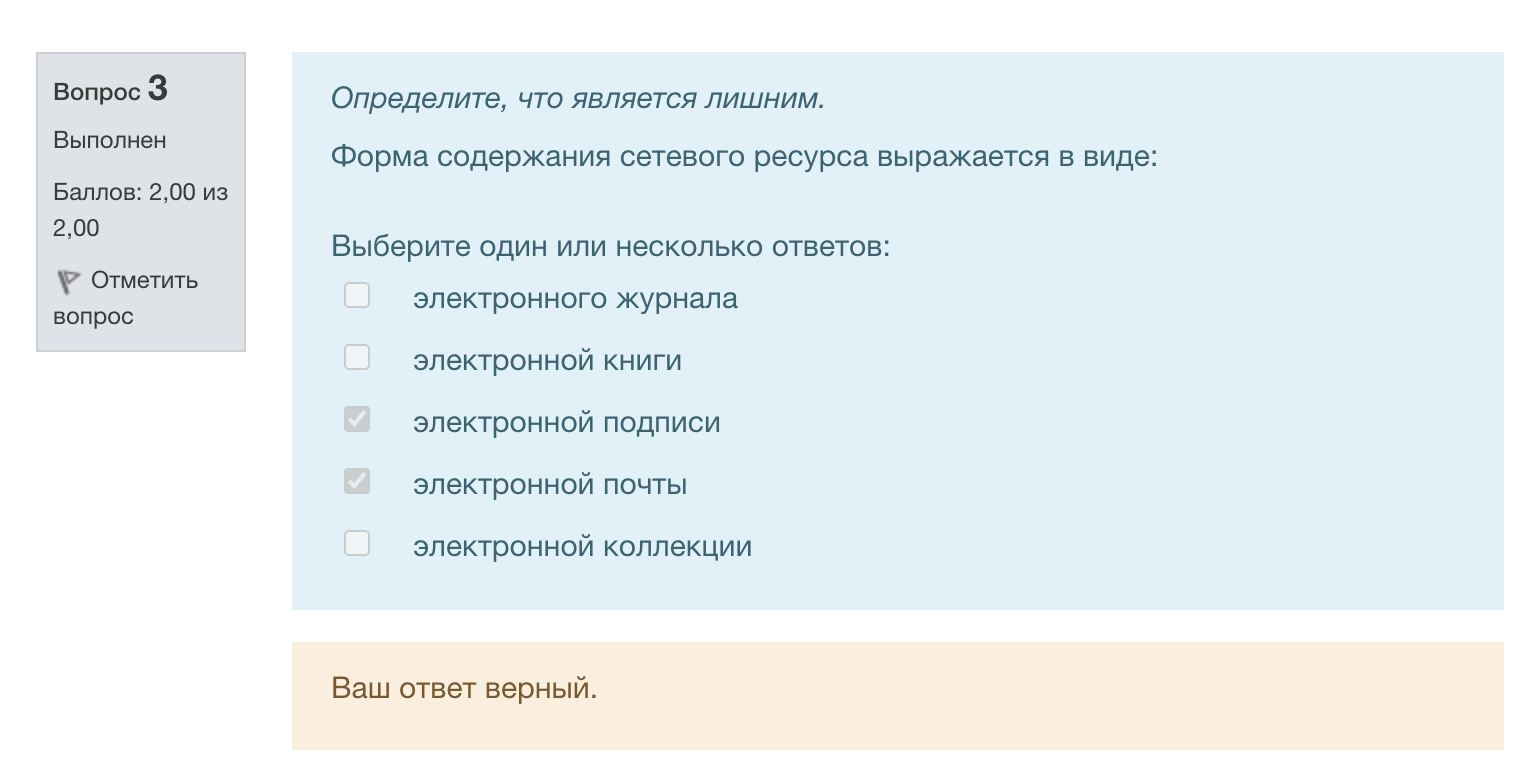 Вопрос 3
Выполнен
Баллов: 2,00 из
2,00
Отметить
вопрос
Определите, что является лишним.
Форма содержания сетевого ресурса выражается в виде:
Выберите один или несколько ответов:
электронного журнала
электронной книги
электронной подписи
электронной почты
электронной коллекции
Ваш ответ верный.